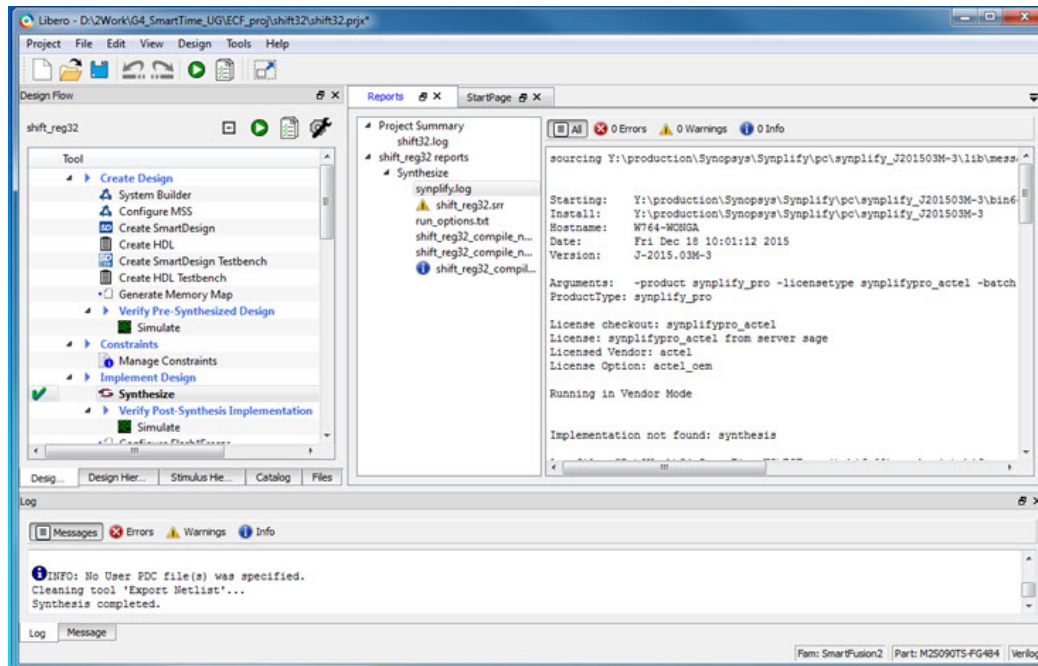 Libero - D:\2Work\G4_SmartTime_UG\ECF_proj\shift32\shift32.prjx*
Project File Edit View Design Tools Help
Design Flow
Reports
StartPage
shift_reg32
Tool
Create Design
System Builder
Configure MSS
Create SmartDesign
Create HDL
Create SmartDesign Testbench
Create HDL Testbench
Generate Memory Map
Verify Pre-Synthesized Design
Simulate
Constraints
Manage Constraints
Implement Design
Synthesize
Verify Post-Synthesis Implementation
Simulate
Desig... Design Hier... Stimulus Hie... Catalog Files
Project Summary
shift32.log
shift_reg32 reports
Synthesize
synplify.log
shift_reg32.srr
run_options.txt
shift_reg32_compile_n...
shift_reg32_compile_n...
shift_reg32_compil...
All 0 Errors 0 Warnings 0 Info
sourcing Y:\production\Synopsys\Synplify\pc\synplify_J201503M-3\lib\mess
Starting: Y:\production\Synopsys\Synplify\pc\synplify_J201503M-3\bin6
Install: Y:\production\Synopsys\Synplify\pc\synplify_J201503M-3
Hostname: W764-WONGA
Date: Fri Dec 18 10:01:12 2015
Version: J-2015.03M-3
Arguments: -product synplify_pro -licensetype synplifypro_actel -batch
ProductType: synplify_pro
License checkout: synplifypro_actel
License: synplifypro_actel from server sage
Licensed Vendor: actel
License Option: actel_oem
Running in Vendor Mode
Implementation not found: synthesis
Log
Messages Errors Warnings Info
INFO: No User PDC file(s) was specified.
Cleaning tool 'Export Netlist'...
Synthesis completed.
Log Message
Fam: SmartFusion2 Part: M2S090TS-FG484 Verilog